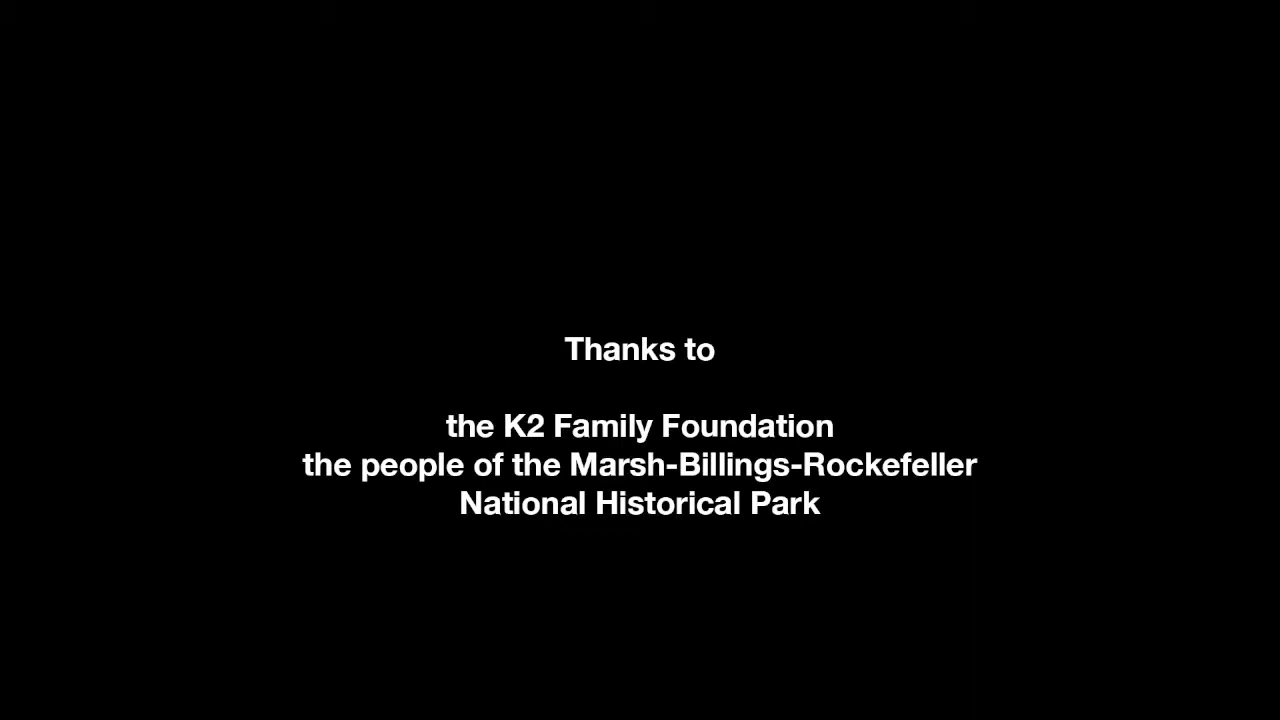 Thanks to
the K2 Family Foundation
the people of the Marsh-Billings-Rockefeller
National Historical Park